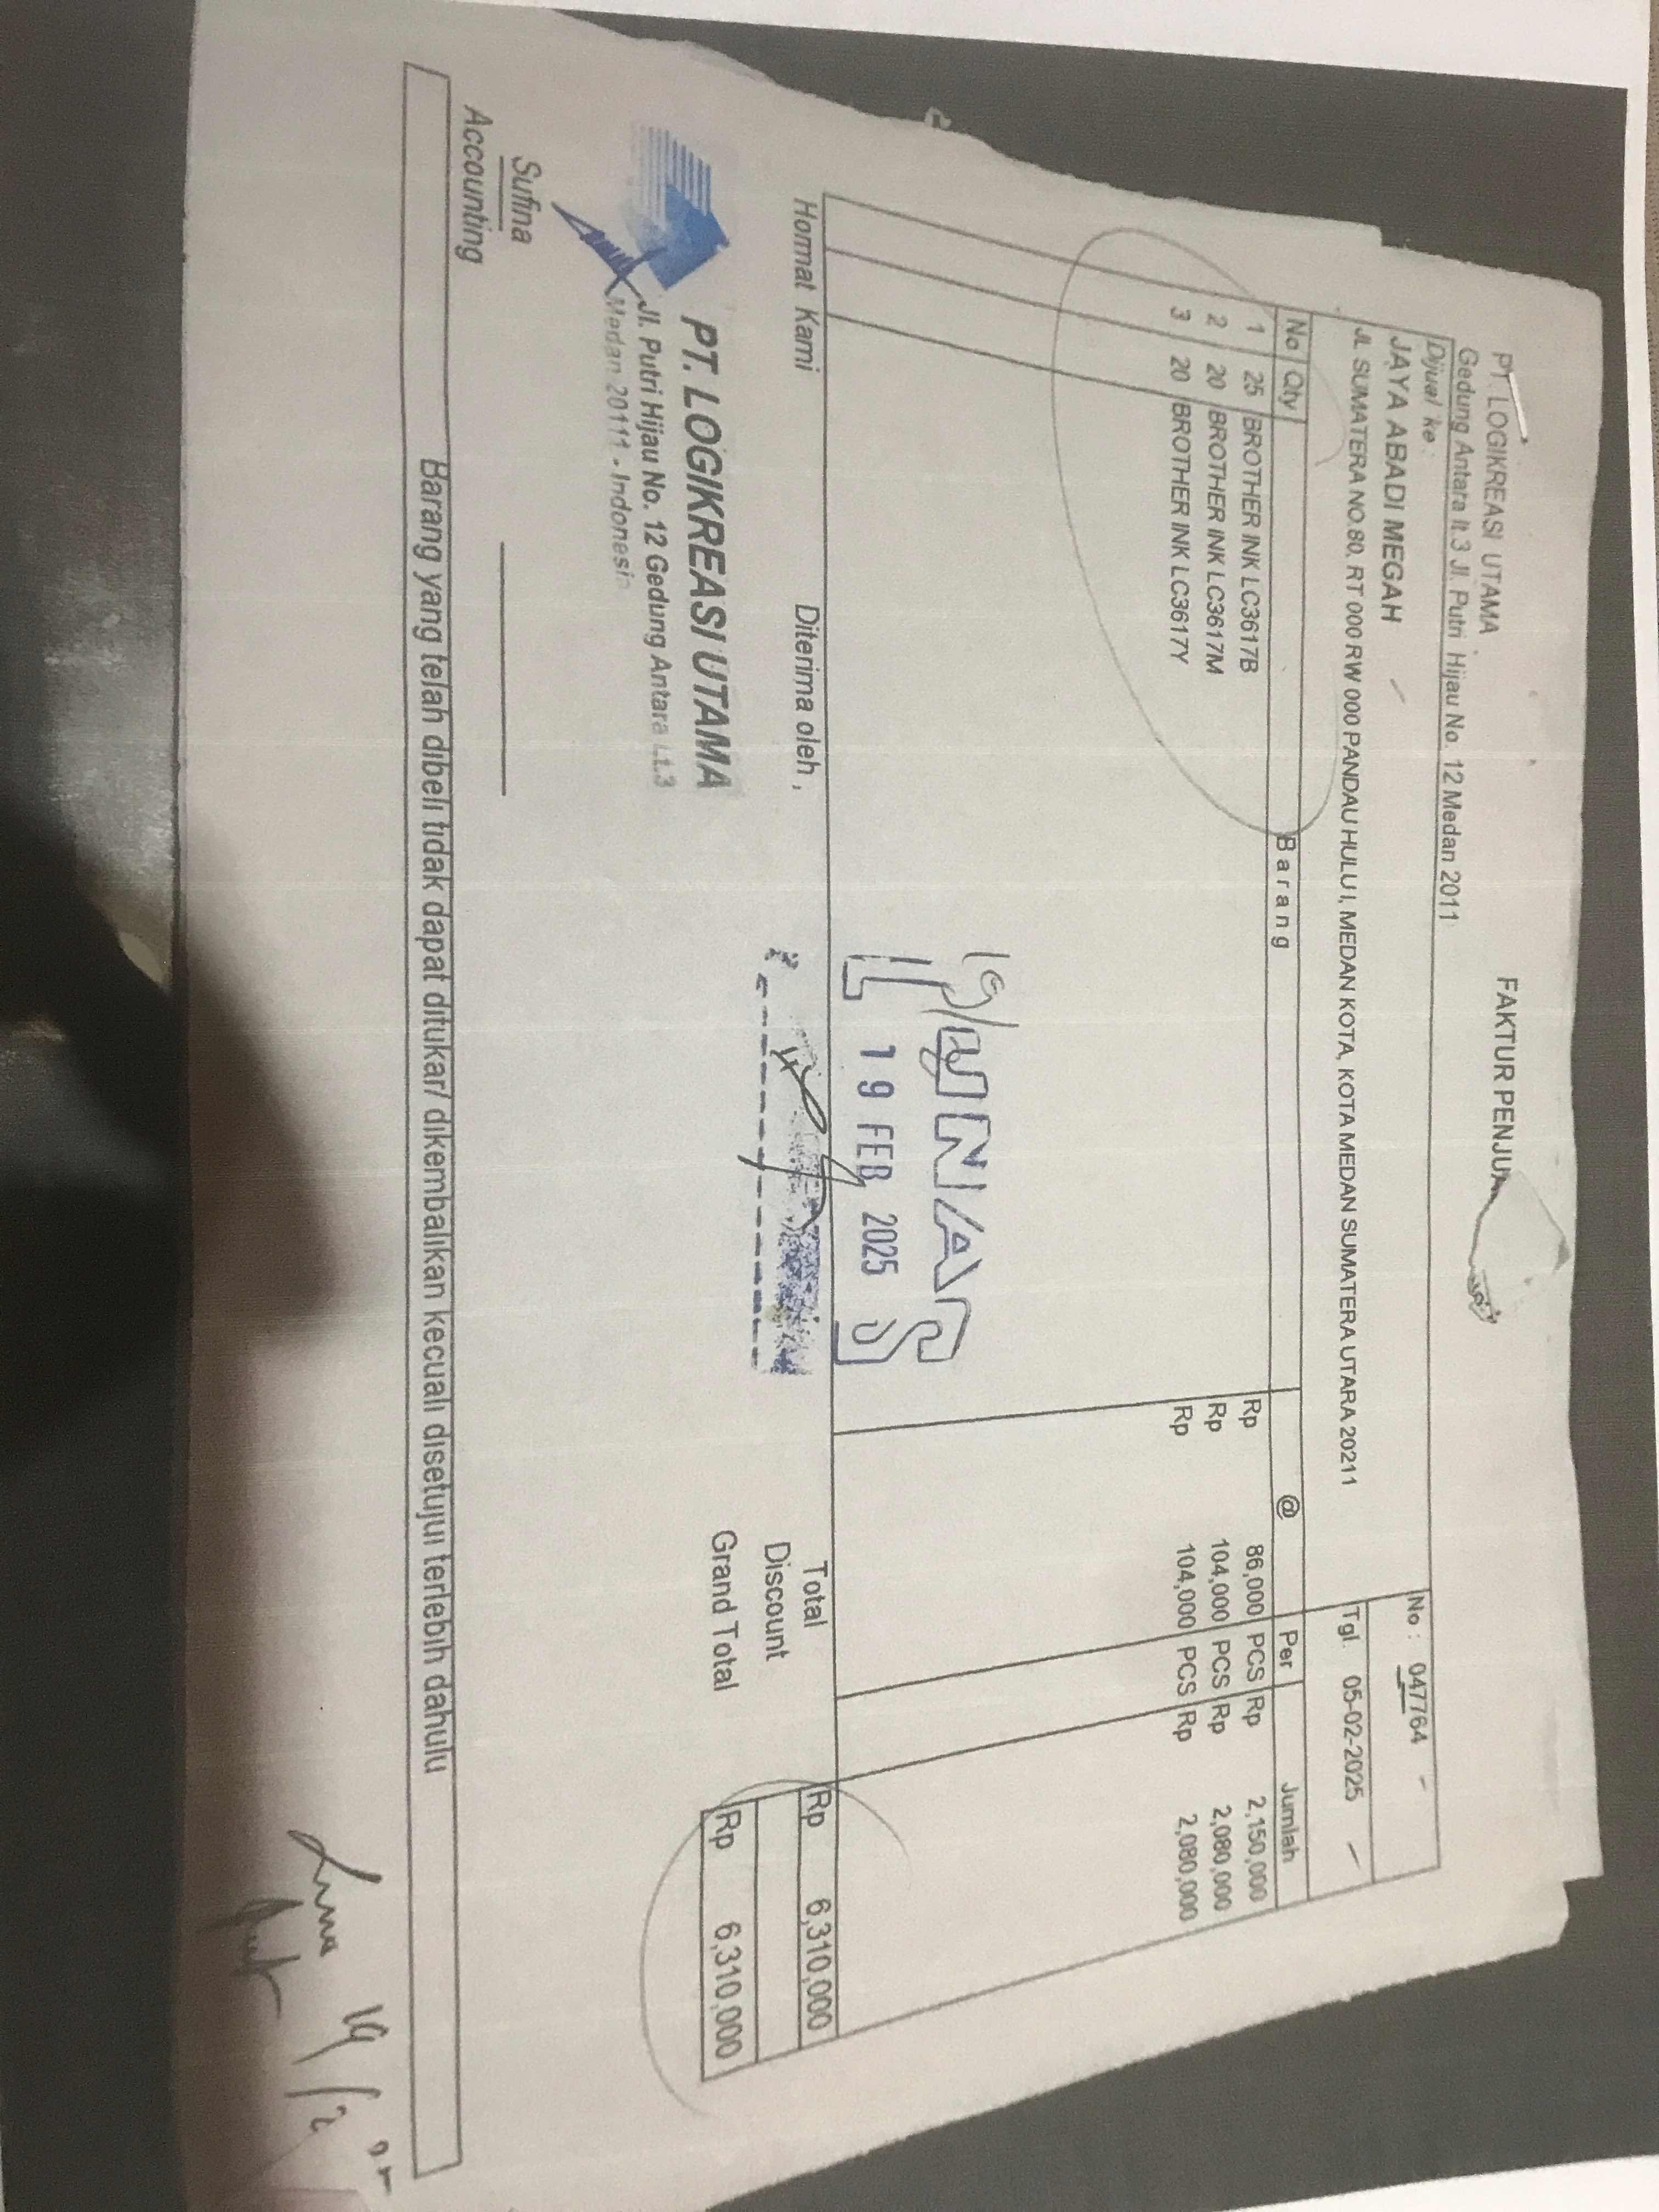 PT. LOGIKREASI UTAMA
FAKTUR PENJUA
Gedung Antara lt.3 Jl. Putri Hijau No. 12 Medan 2011
No : 047764
Dijual ke :
JAYA ABADI MEGAH
Tgl. 05-02-2025
JL SUMATERA NO.80, RT 000 RW 000 PANDAU HULU I, MEDAN KOTA, KOTA MEDAN SUMATERA UTARA 20211
No Qty Barang @ Per Jumlah
1 25 BROTHER INK LC3617B Rp 86,000 PCS Rp 2,150,000
2 20 BROTHER INK LC3617M Rp 104,000 PCS Rp 2,080,000
3 20 BROTHER INK LC3617Y Rp 104,000 PCS Rp 2,080,000
LUNAS
19 FEB 2025
Hormat Kami
Diterima oleh ,
Total Rp 6,310,000
Discount
Grand Total Rp 6,310,000
PT. LOGIKREASI UTAMA
Jl. Putri Hijau No. 12 Gedung Antara Lt.3
Medan 20111 - Indonesia
Sufina
Accounting
Barang yang telah dibeli tidak dapat ditukar/ dikembalikan kecuali disetujui terlebih dahulu
19/2